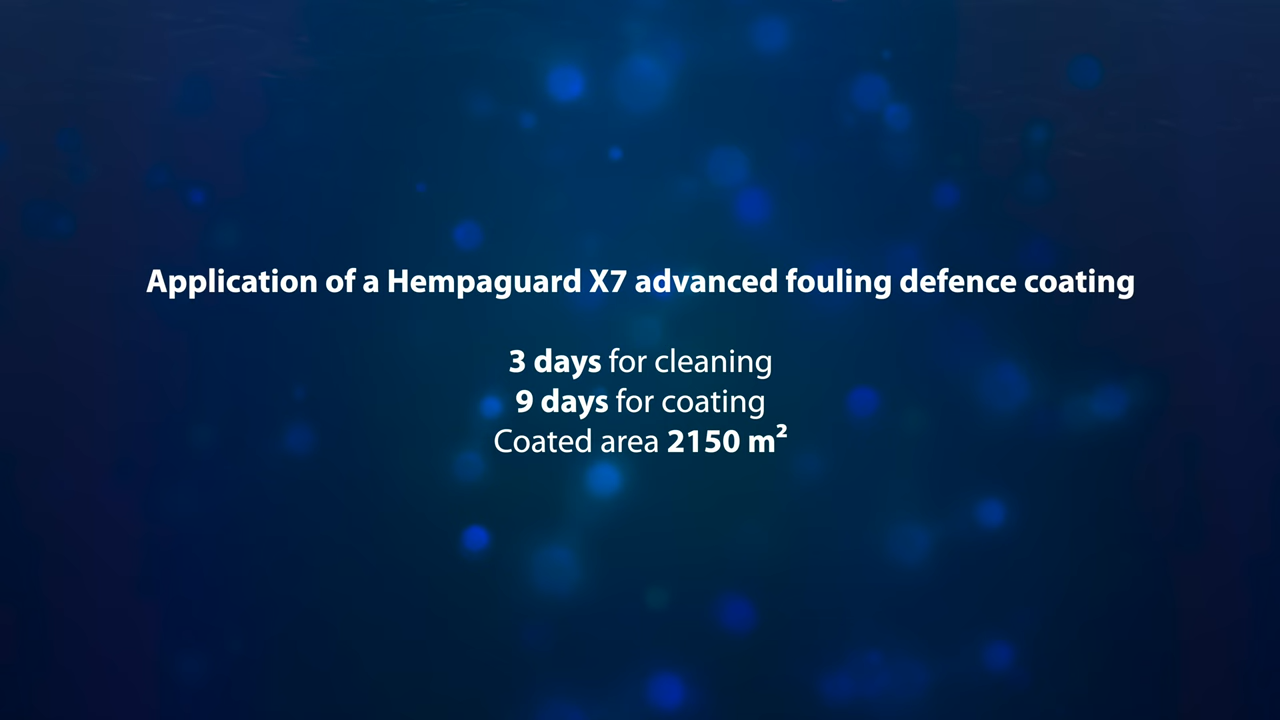 Application of a Hempaguard X7 advanced fouling defence coating
3 days for cleaning
9 days for coating
Coated area 2150 m²